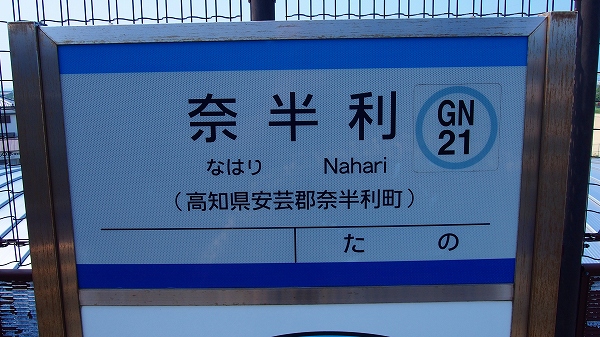 奈半利
GN
21
なはり Nahari
（高知県安芸郡奈半利町）
たの